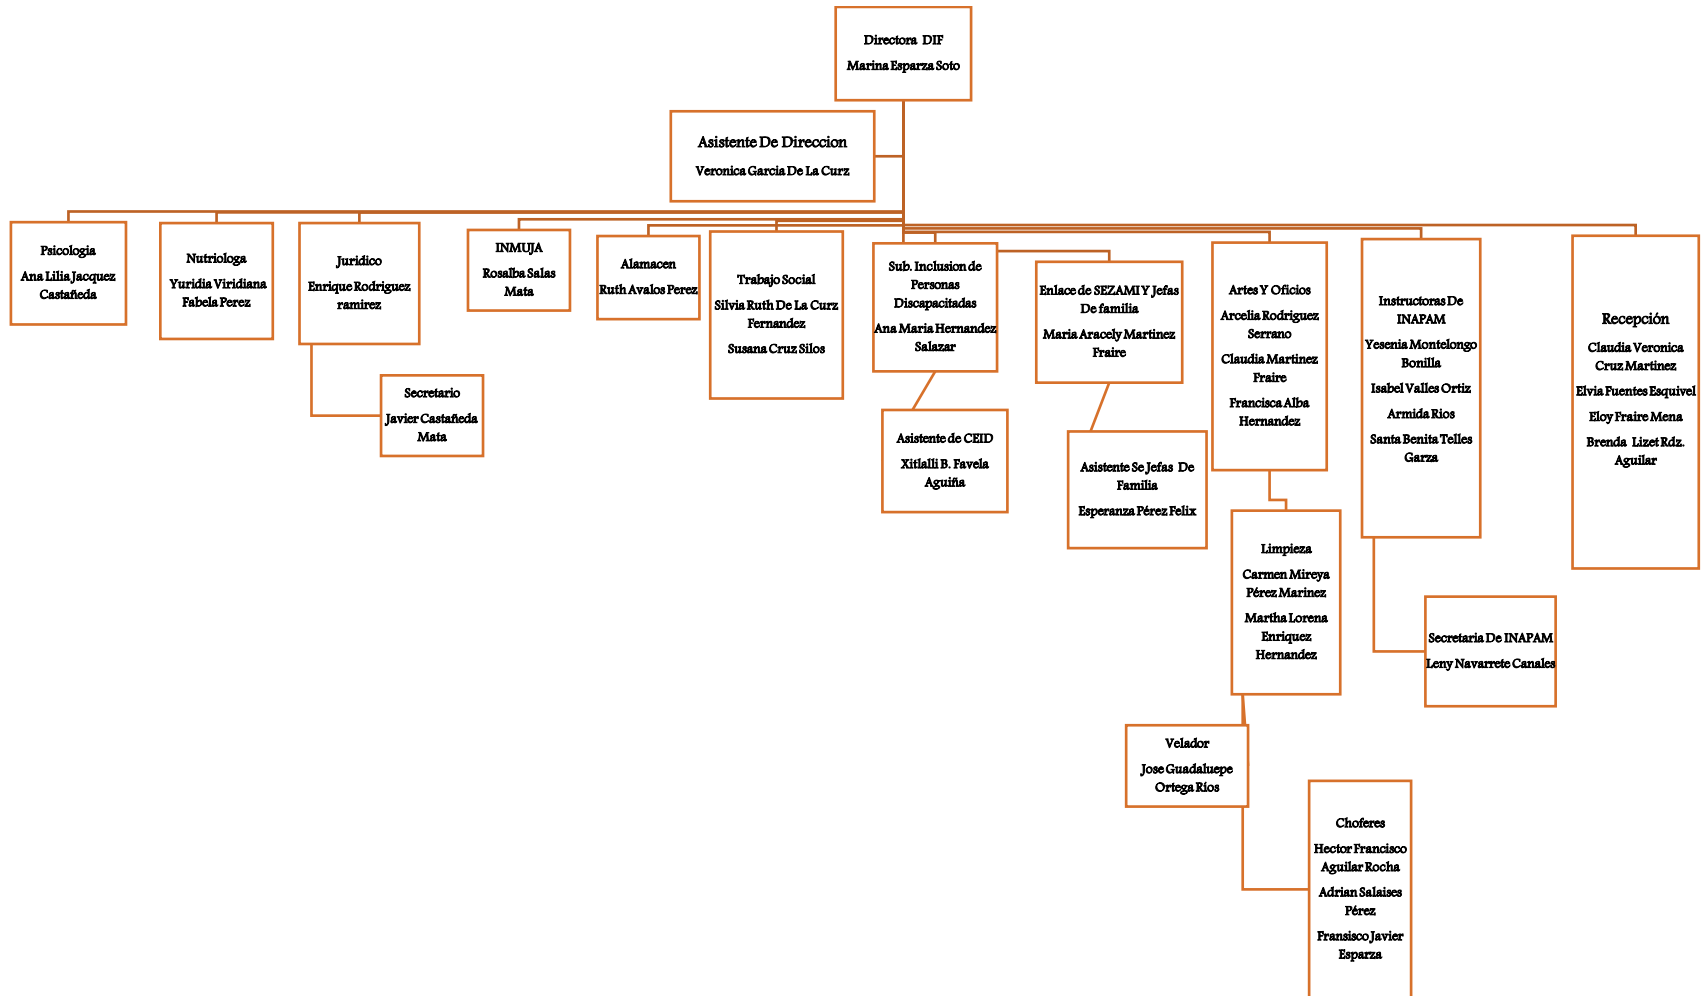 Directora DIF
Marina Esparza Soto
Asistente De Direccion
Veronica Garcia De La Curz
Psicologia
Ana Lilia Jacquez
Castañeda
Nutriologa
Yuridia Viridiana
Fabela Perez
Juridico
Enrique Rodriguez
ramirez
Secretario
Javier Castañeda
Mata
INMUJA
Rosalba Salas
Mata
Alamacen
Ruth Avalos Perez
Trabajo Social
Silvia Ruth De La Curz
Fernandez
Susana Cruz Silos
Sub. Inclusion de
Personas
Discapacitadas
Ana Maria Hernandez
Salazar
Asistente de CEID
Xitlalli B. Favela
Aguiña
Enlace de SEZAMI Y Jefas
De familia
Maria Aracely Martinez
Fraire
Asistente Se Jefas De
Familia
Esperanza Pérez Felix
Artes Y Oficios
Arcelia Rodriguez
Serrano
Claudia Martinez
Fraire
Francisca Alba
Hernandez
Limpieza
Carmen Mireya
Pérez Marinez
Martha Lorena
Enriquez
Hernandez
Velador
Jose Guadaluepe
Ortega Rios
Choferes
Hector Francisco
Aguilar Rocha
Adrian Salaises
Pérez
Fransisco Javier
Esparza
Instructoras De
INAPAM
Yesenia Montelongo
Bonilla
Isabel Valles Ortiz
Armida Rios
Santa Benita Telles
Garza
Secretaria De INAPAM
Leny Navarrete Canales
Recepción
Claudia Veronica
Cruz Martinez
Elvia Fuentes Esquivel
Eloy Fraire Mena
Brenda Lizet Rdz.
Aguilar